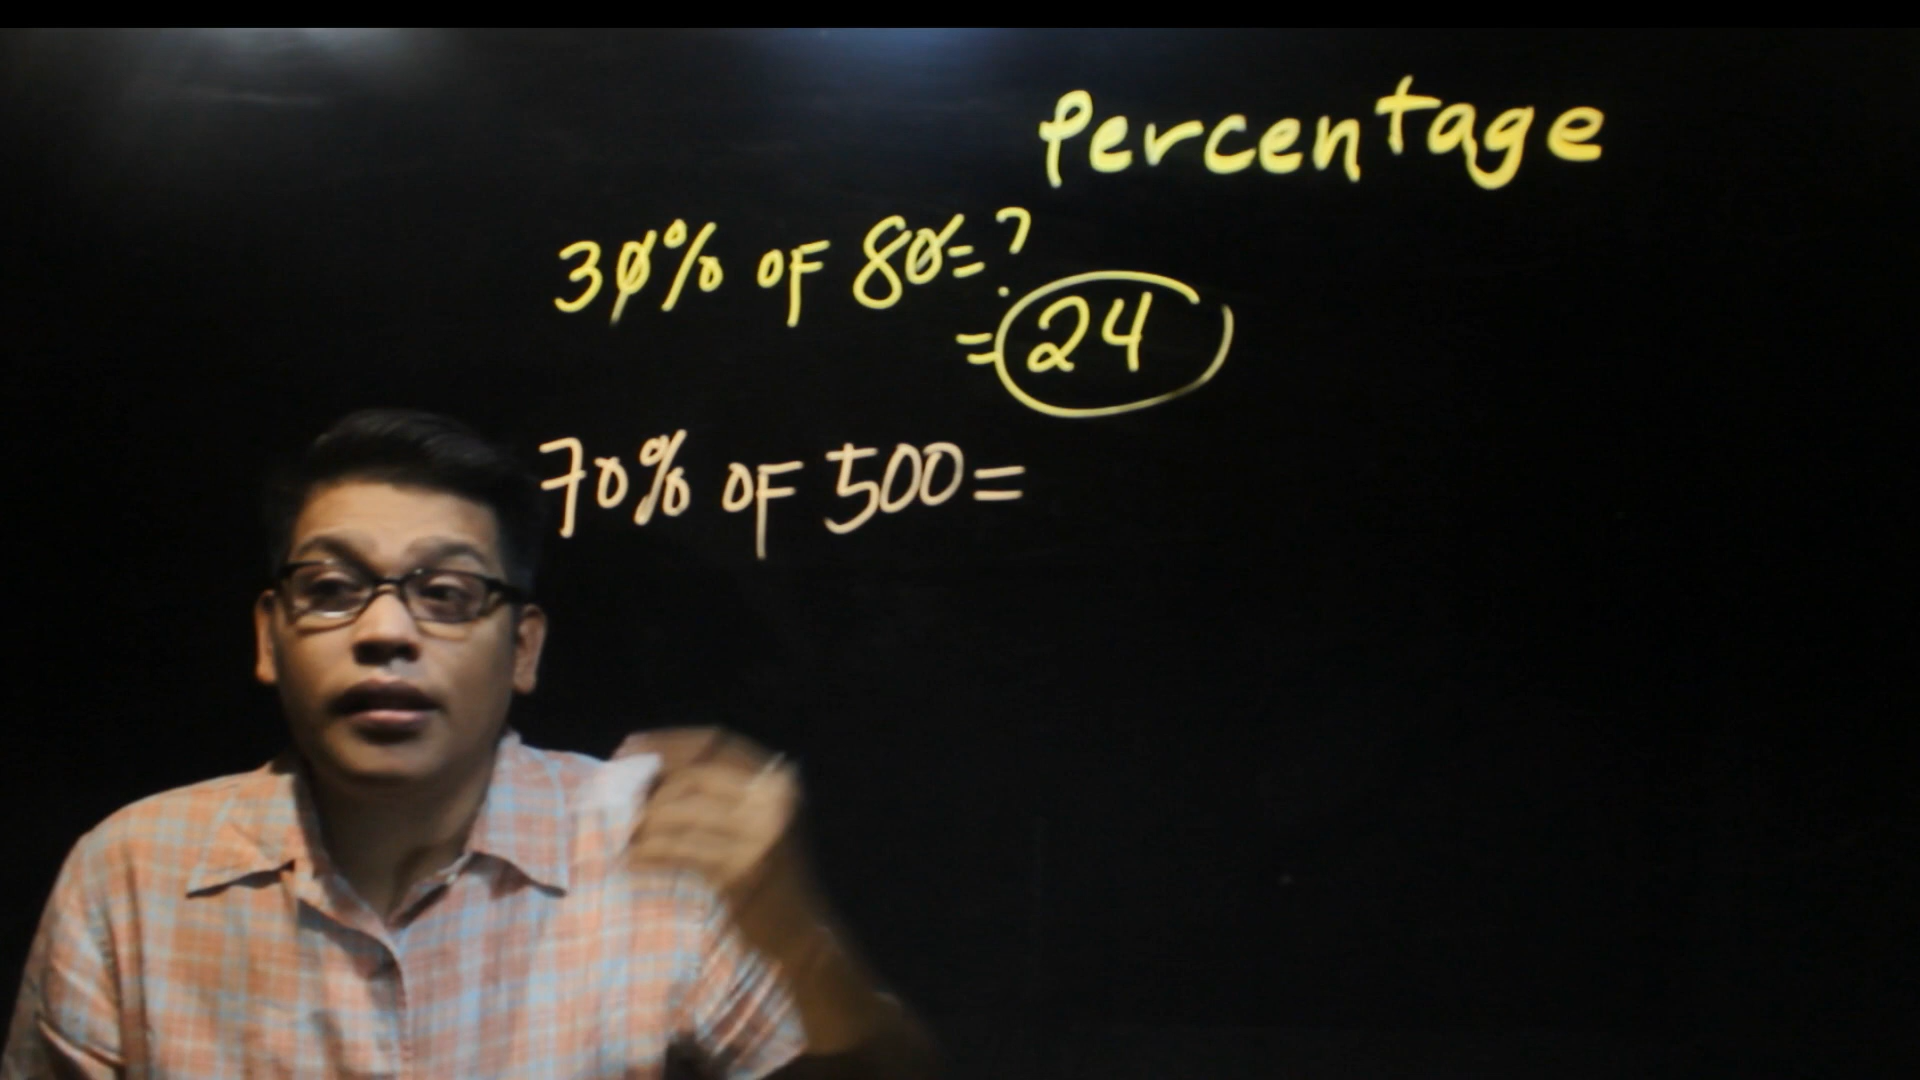 Percentage
30% OF 80=?
=24
70% OF 500=